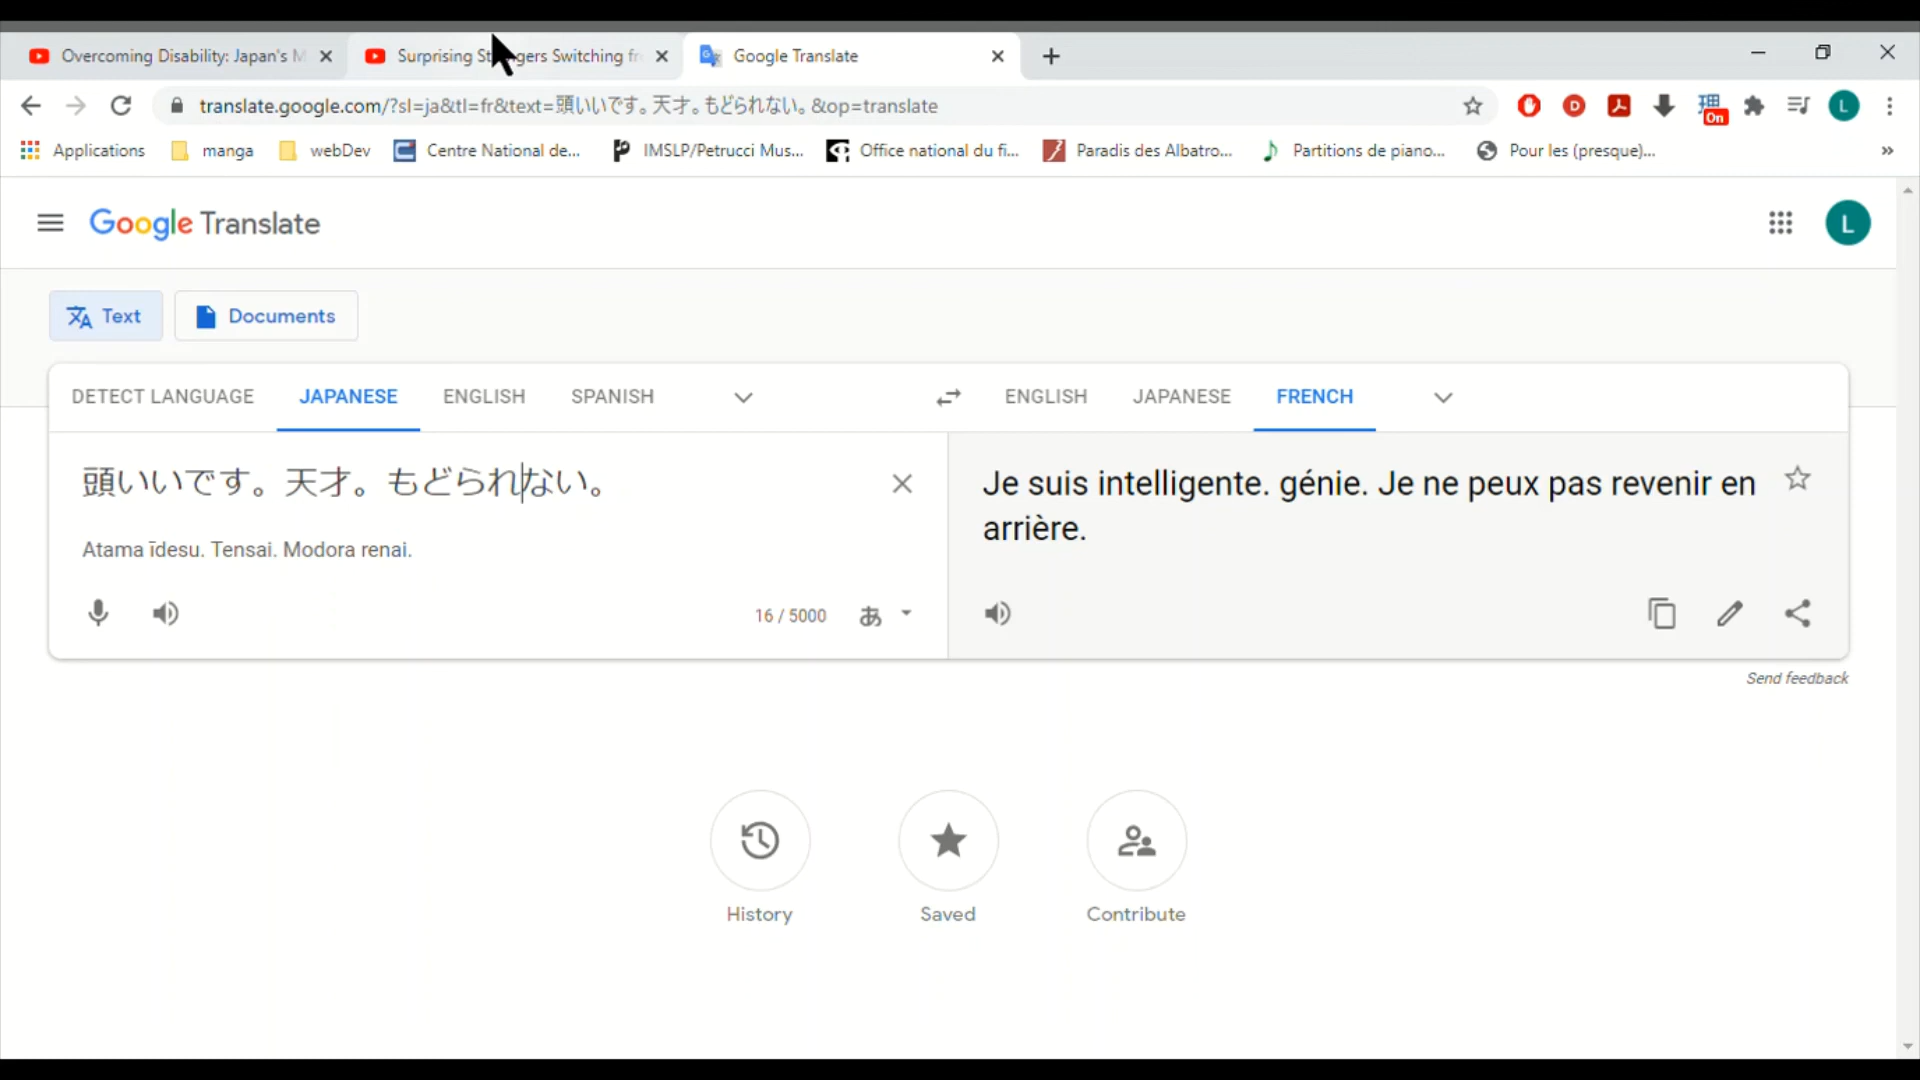 Overcoming Disability: Japan's M
Surprising St gers Switching fr
Google Translate
translate.google.com/?sl=ja&tl=fr&text=頭いいです。天才。もどられない。&op=translate
D
On
L
Applications
manga
webDev
Centre National de...
IMSLP/Petrucci Mus...
Office national du fi...
Paradis des Albatro...
Partitions de piano...
Pour les (presque)...
»
Google Translate
L
Text
Documents
DETECT LANGUAGE
JAPANESE
ENGLISH
SPANISH
ENGLISH
JAPANESE
FRENCH
頭いいです。天才。もどられない。
Je suis intelligente. génie. Je ne peux pas revenir en
arrière.
Atama īdesu. Tensai. Modora renai.
16 / 5000
あ
Send feedback
History
Saved
Contribute